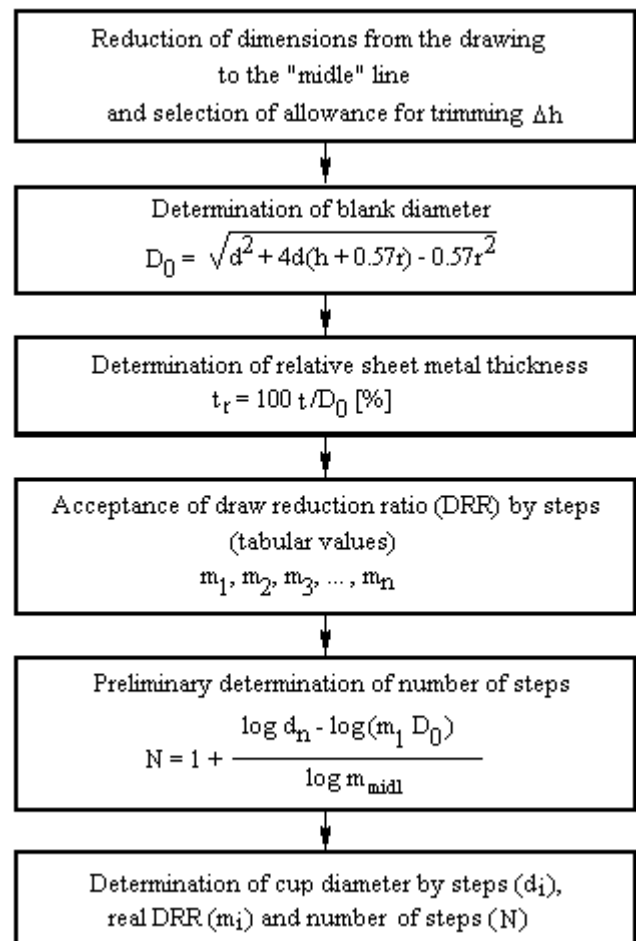 Reduction of dimensions from the drawing
to the "midle" line
and selection of allowance for trimming Δh
Determination of blank diameter
D₀ = √(d² + 4d(h + 0.57r) - 0.57r²)
Determination of relative sheet metal thickness
tᵣ = 100 t/D₀ [%]
Acceptance of draw reduction ratio (DRR) by steps
(tabular values)
m₁, m₂, m₃, ... , mₙ
Preliminary determination of number of steps
N = 1 + (log dₙ - log(m₁ D₀)) / (log m_midl)
Determination of cup diameter by steps (dᵢ),
real DRR (mᵢ) and number of steps (N)